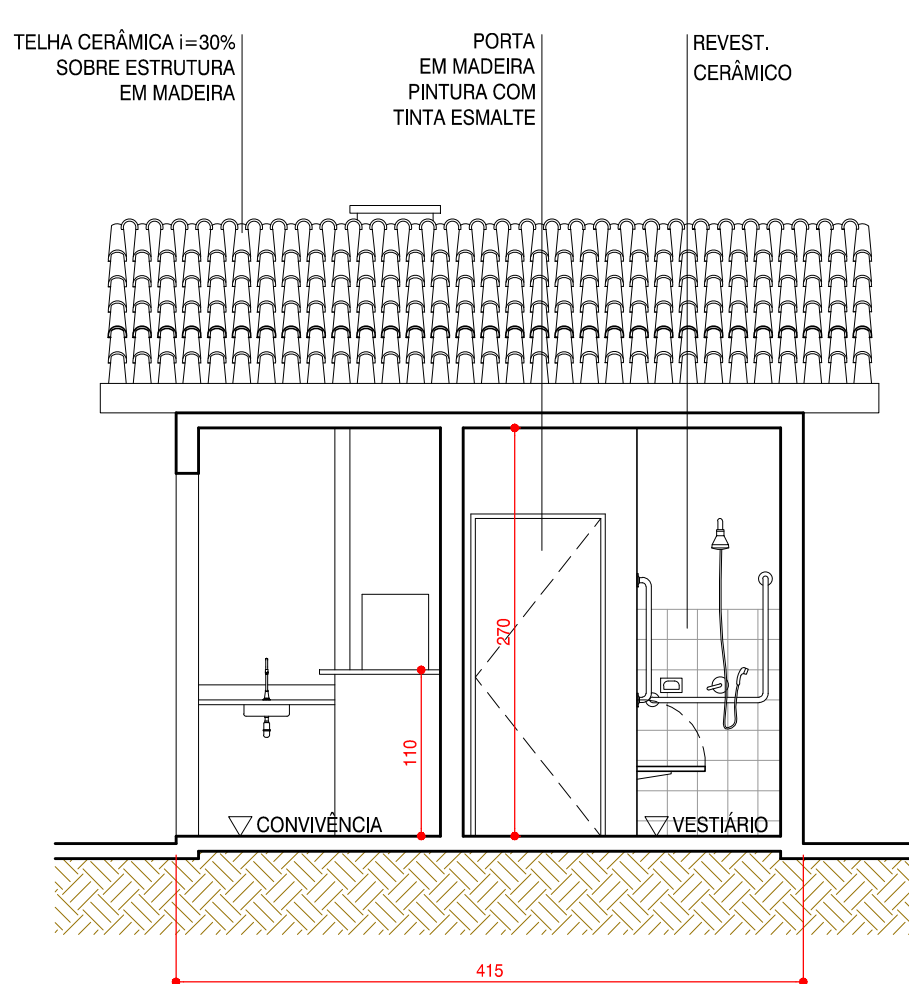 TELHA CERÂMICA i=30%
SOBRE ESTRUTURA
EM MADEIRA
PORTA
EM MADEIRA
PINTURA COM
TINTA ESMALTE
REVEST.
CERÂMICO
270
110
CONVIVÊNCIA
VESTIÁRIO
415